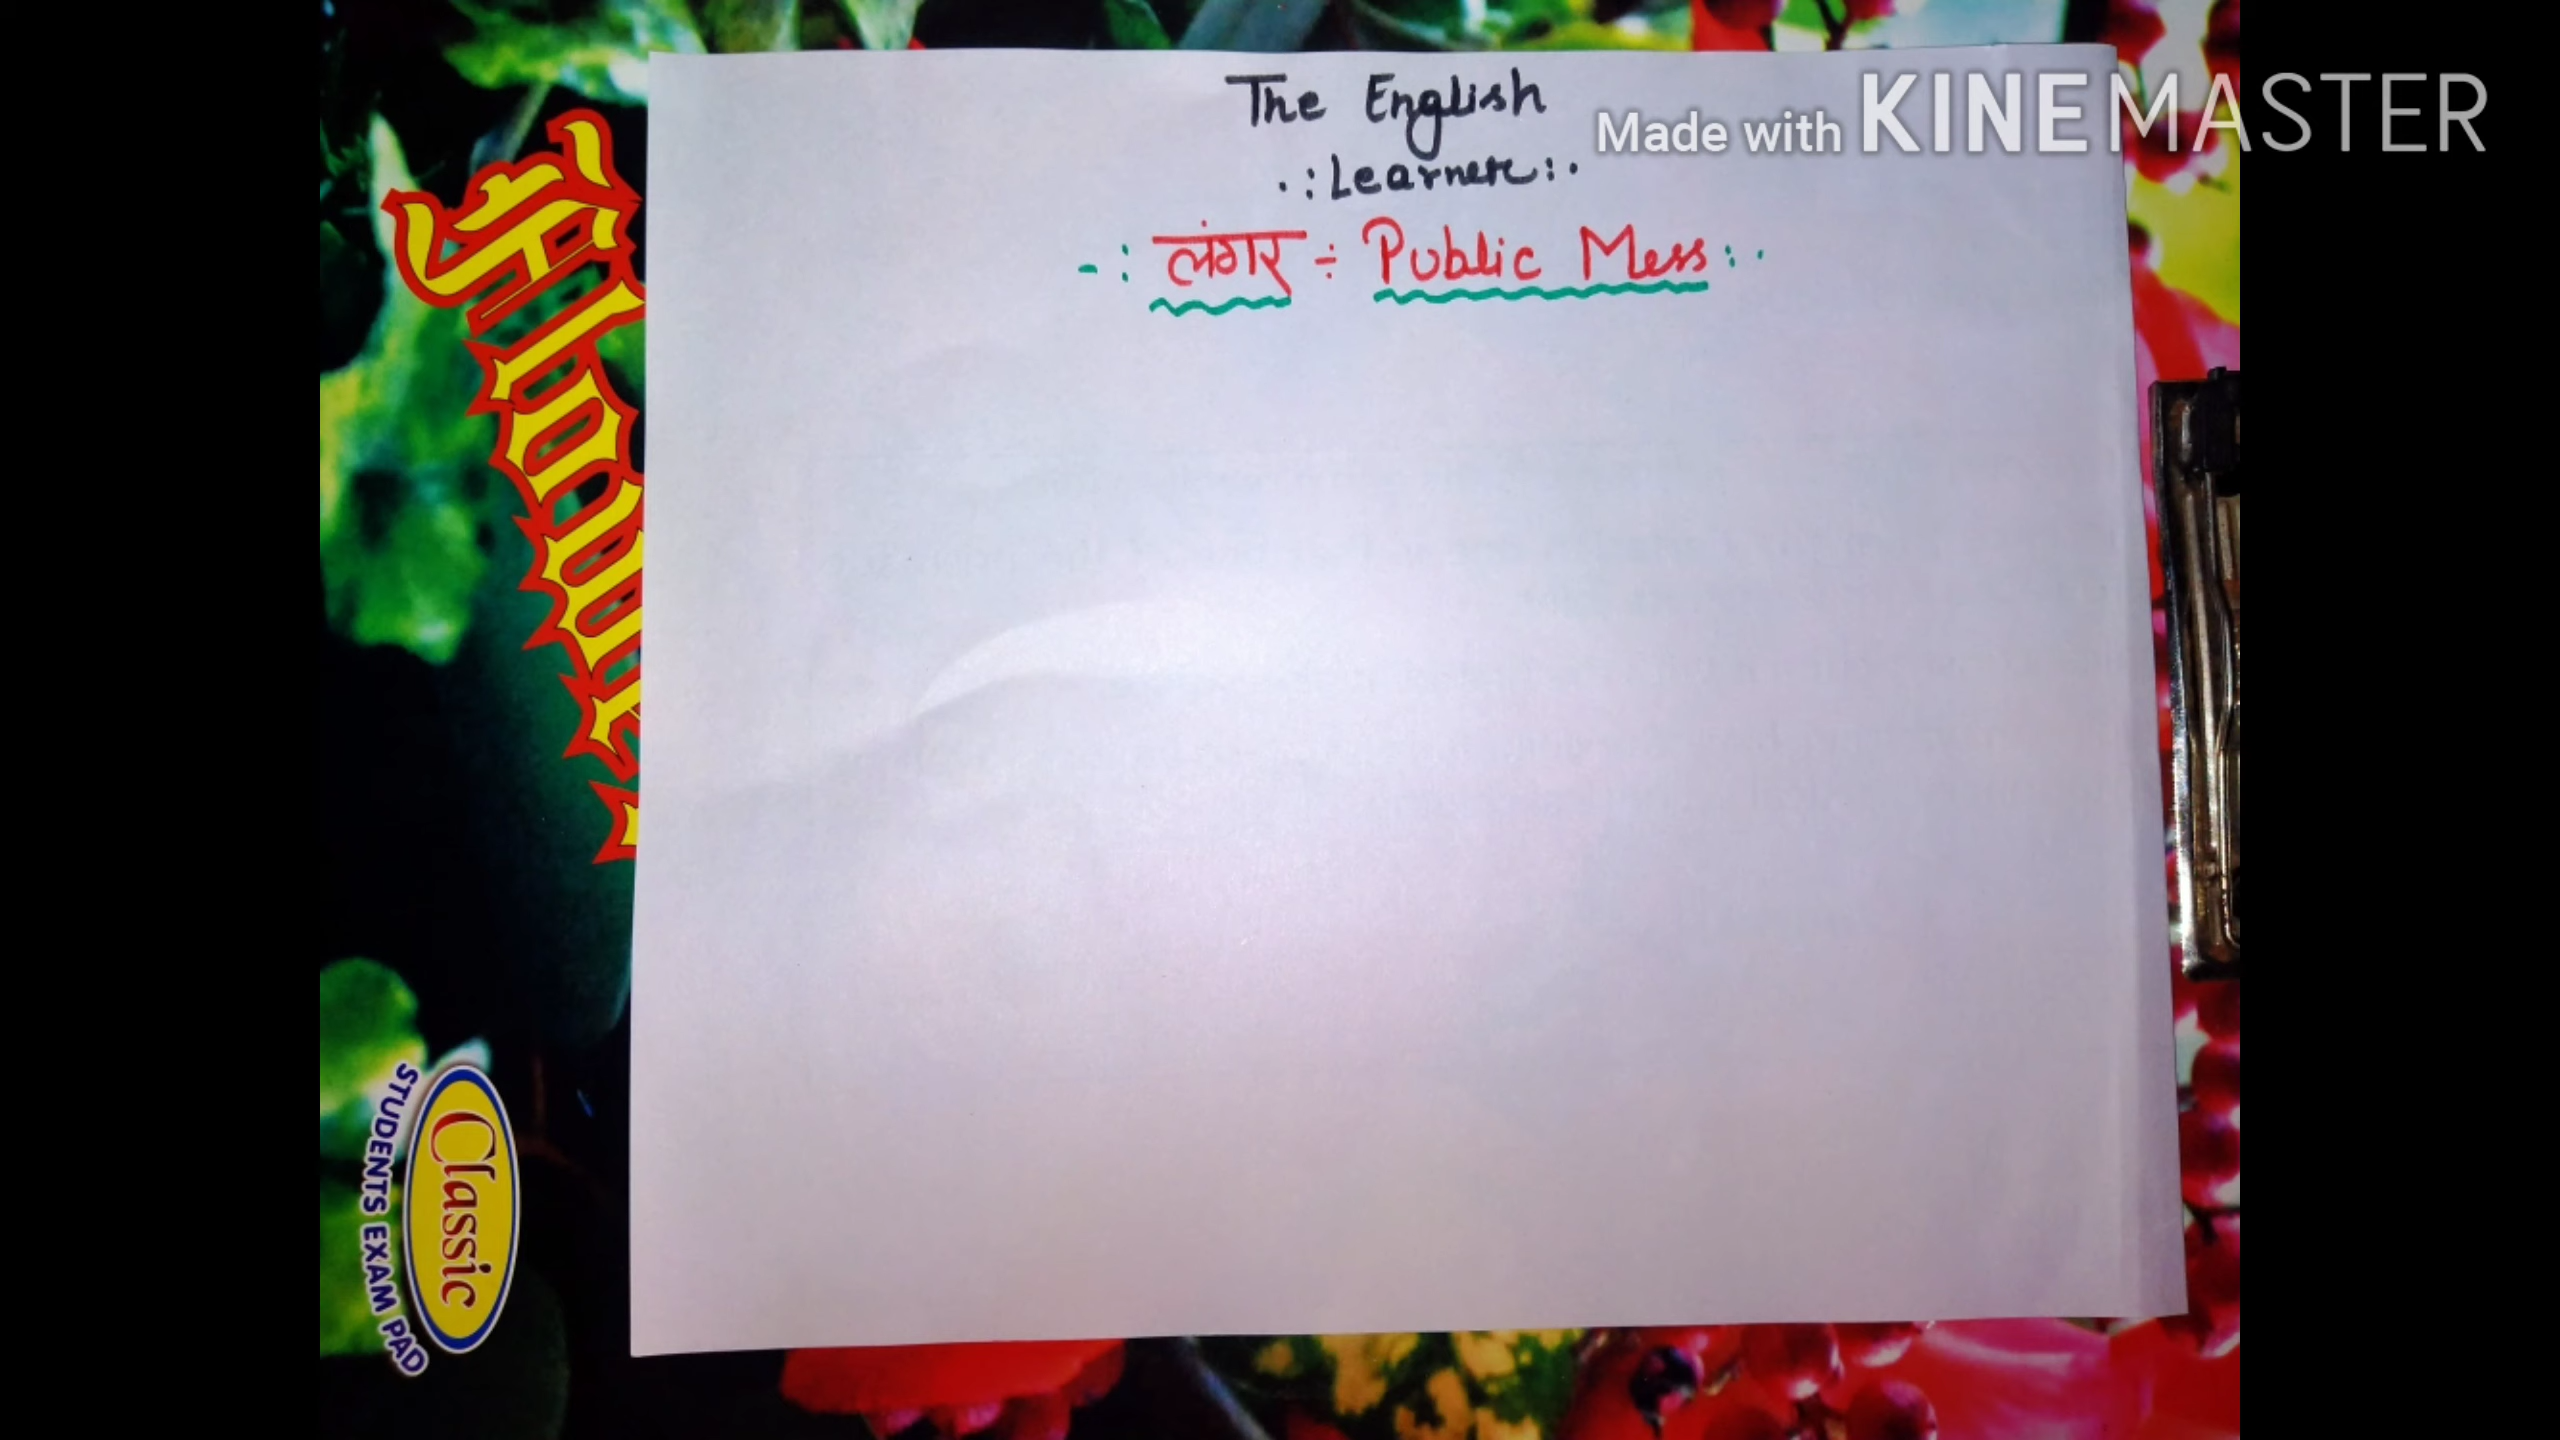 The English
Made with KINEMASTER
.:Learner:.
-: लंगर ÷ Public Mess:.
Classic
STUDENTS EXAM PAD